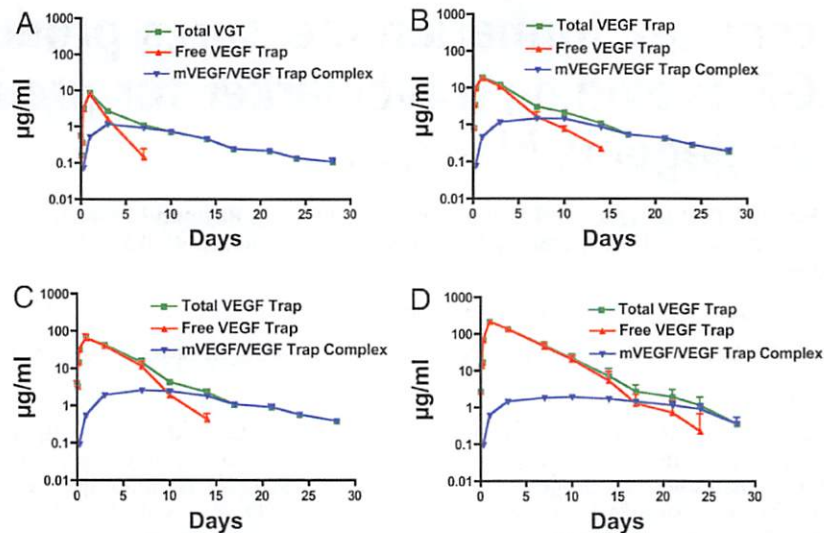 A
Total VGT
Free VEGF Trap
mVEGF/VEGF Trap Complex
1000
100
10
1
0.1
0.01
µg/ml
0 5 10 15 20 25 30
Days
B
Total VEGF Trap
Free VEGF Trap
mVEGF/VEGF Trap Complex
1000
100
10
1
0.1
0.01
µg/ml
0 5 10 15 20 25 30
Days
C
Total VEGF Trap
Free VEGF Trap
mVEGF/VEGF Trap Complex
1000
100
10
1
0.1
0.01
µg/ml
0 5 10 15 20 25 30
Days
D
Total VEGF Trap
Free VEGF Trap
mVEGF/VEGF Trap Complex
1000
100
10
1
0.1
0.01
µg/ml
0 5 10 15 20 25 30
Days